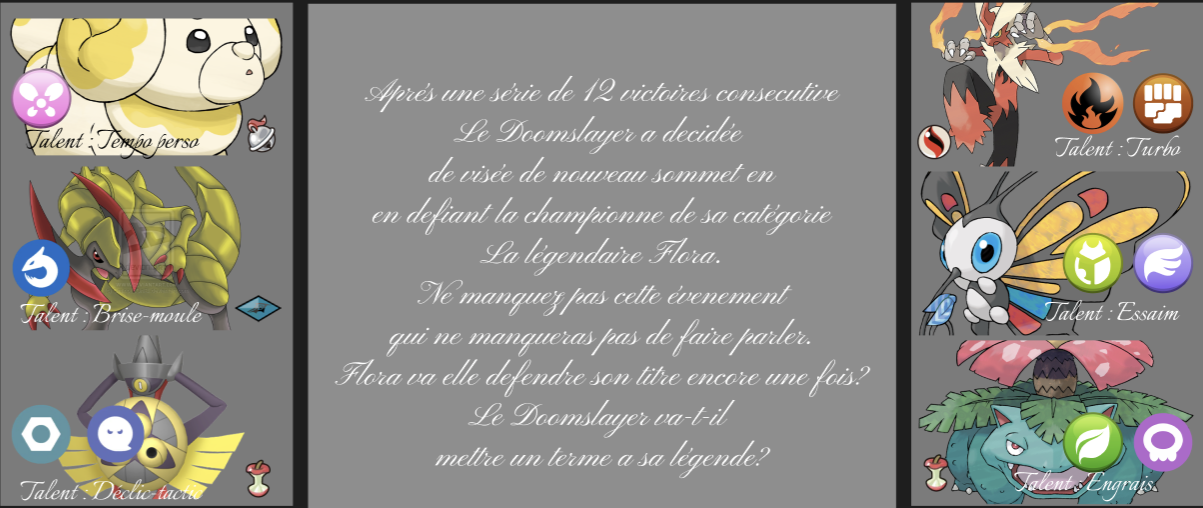 Talent : Tempo perso
Talent : Brise-moule
Talent : Déclic-tactic
Aprés une série de 12 victoires consecutive
Le Doomslayer a decidée
de visée de nouveau sommet en
en defiant la championne de sa catégorie
La légendaire Flora.
Ne manquez pas cette évenement
qui ne manqueras pas de faire parler.
Flora va elle defendre son titre encore une fois?
Le Doomslayer va-t-il
mettre un terme a sa légende?
Talent : Turbo
Talent : Essaim
Talent : Engrais